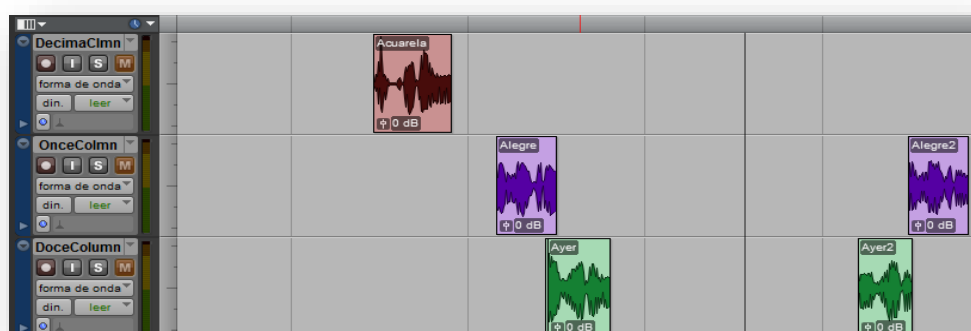 DecimaClmn
I S M
forma de onda
din. leer
Acuarela
0 dB
OnceColmn
I S M
forma de onda
din. leer
Alegre
0 dB
Alegre2
0 dB
DoceColumn
I S M
forma de onda
din. leer
Ayer
0 dB
Ayer2
0 dB